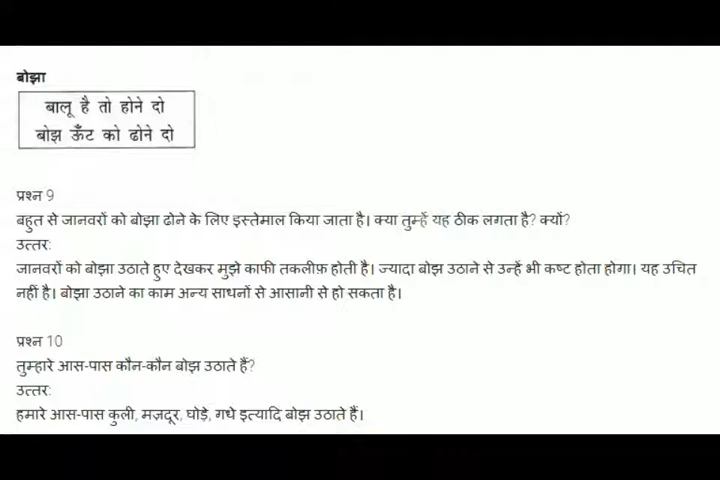 बोझा
बालू है तो होने दो
बोझ ऊँट को ढोने दो
प्रश्न 9
बहुत से जानवरों को बोझा ढोने के लिए इस्तेमाल किया जाता है। क्या तुम्हें यह ठीक लगता है? क्यों?
उत्तर:
जानवरों को बोझा उठाते हुए देखकर मुझे काफी तकलीफ़ होती है। ज्यादा बोझ उठाने से उन्हें भी कष्ट होता होगा। यह उचित
नहीं है। बोझा उठाने का काम अन्य साधनों से आसानी से हो सकता है।
प्रश्न 10
तुम्हारे आस-पास कौन-कौन बोझ उठाते हैं?
उत्तर:
हमारे आस-पास कुली, मज़दूर, घोड़े, गधे इत्यादि बोझ उठाते हैं।